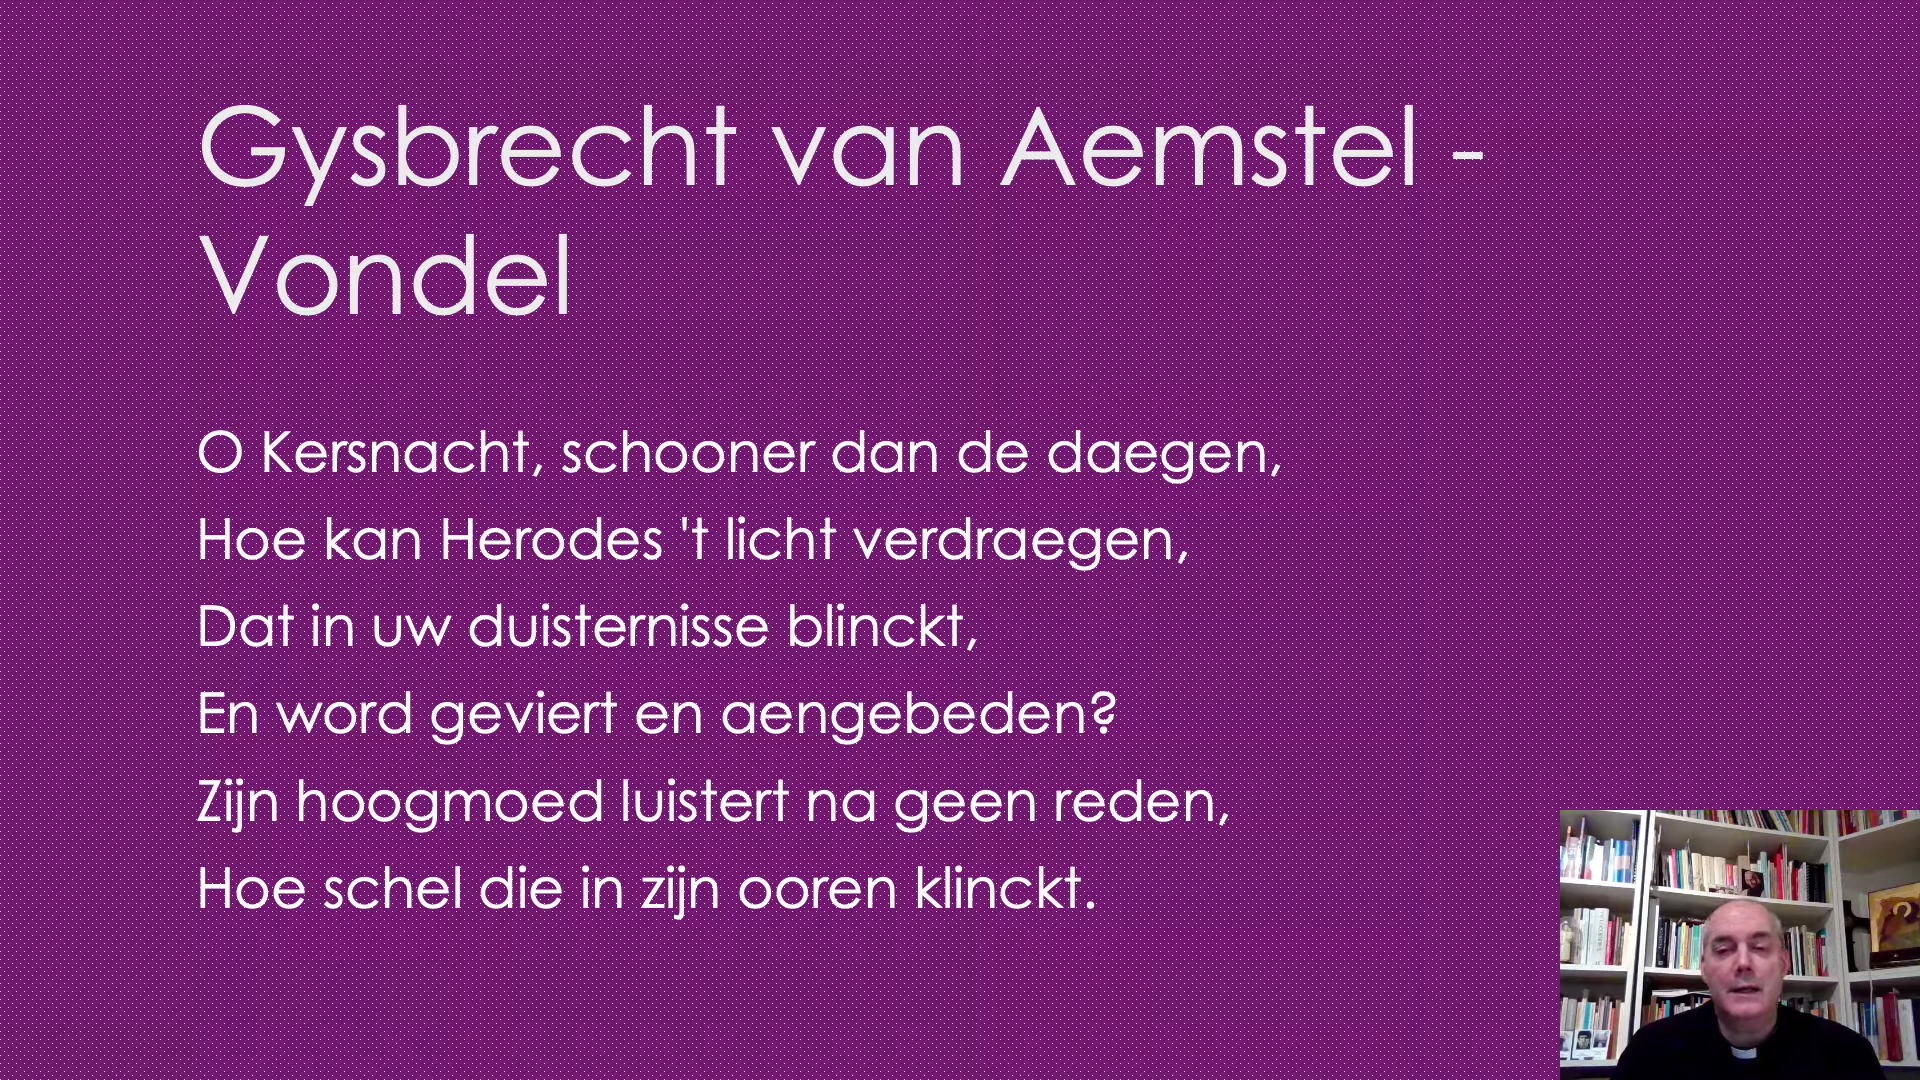 Gysbrecht van Aemstel -
Vondel
O Kersnacht, schooner dan de daegen,
Hoe kan Herodes 't licht verdraegen,
Dat in uw duisternisse blinckt,
En word geviert en aengebeden?
Zijn hoogmoed luistert na geen reden,
Hoe schel die in zijn ooren klinckt.